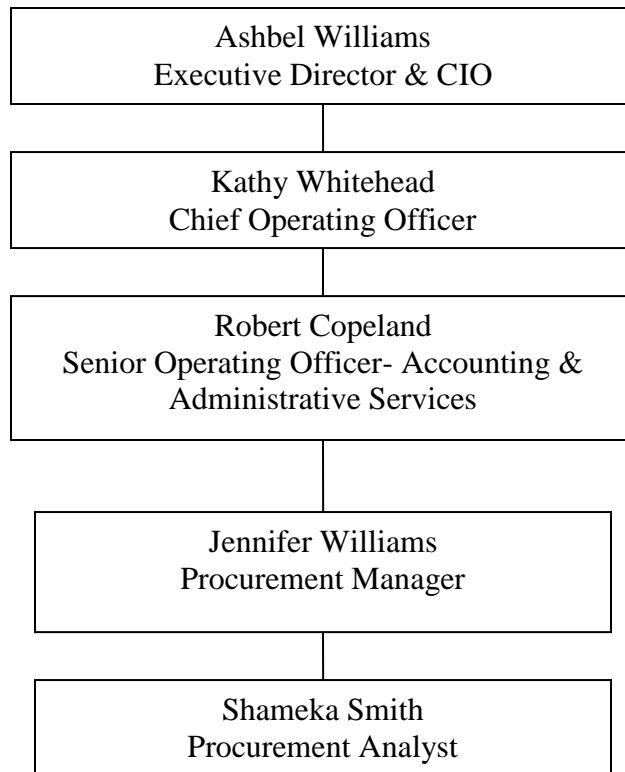 Ashbel Williams
Executive Director & CIO
Kathy Whitehead
Chief Operating Officer
Robert Copeland
Senior Operating Officer- Accounting &
Administrative Services
Jennifer Williams
Procurement Manager
Shameka Smith
Procurement Analyst